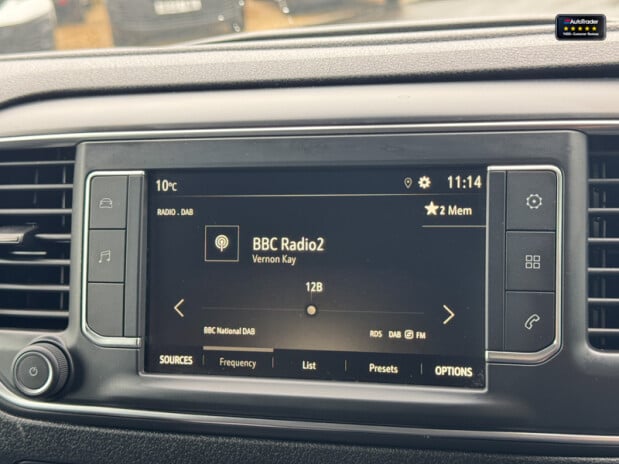 AutoTrader
10°C
11:14
RADIO . DAB
2 Mem
BBC Radio2
Vernon Kay
12B
BBC National DAB
RDS DAB FM
SOURCES Frequency List Presets OPTIONS